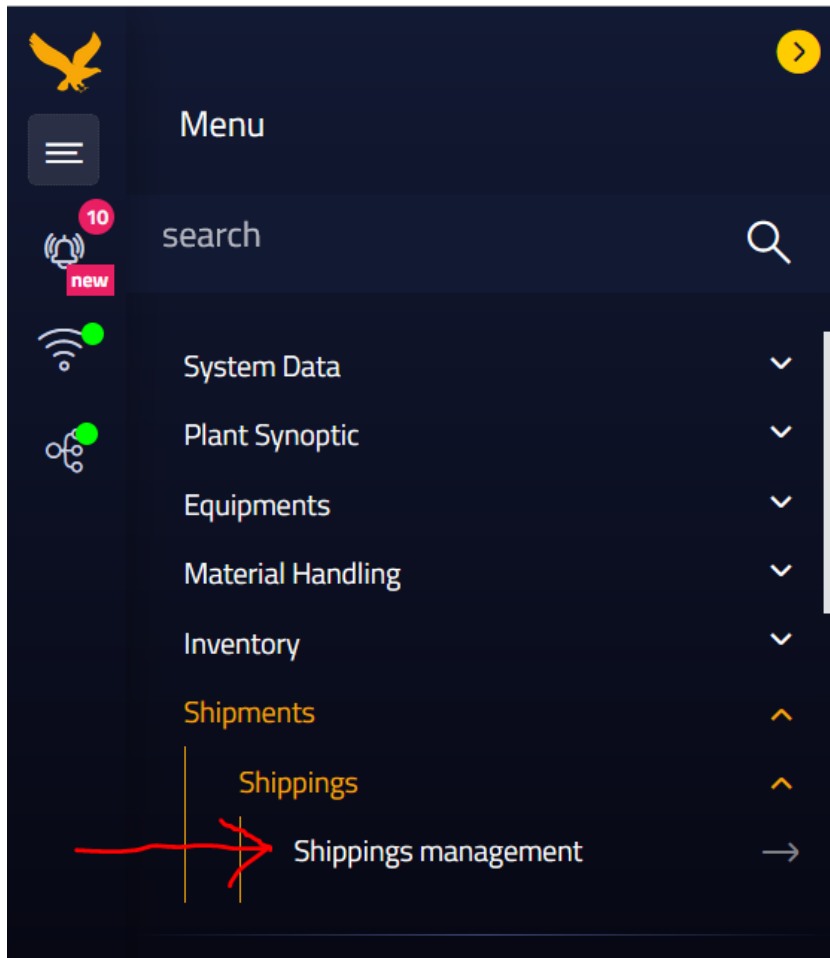 Menu
10
search
new
System Data
Plant Synoptic
Equipments
Material Handling
Inventory
Shipments
Shippings
Shippings management